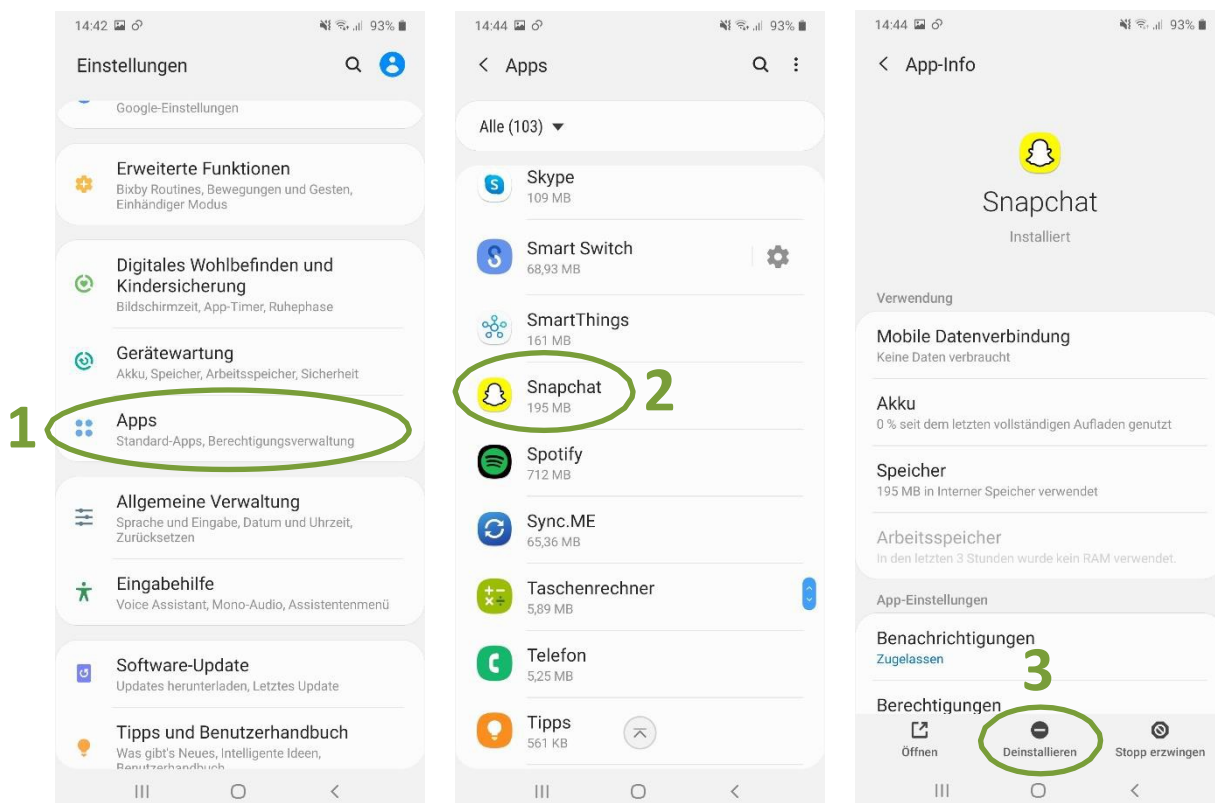 14:42 93%
Einstellungen
Google-Einstellungen
Erweiterte Funktionen
Bixby Routines, Bewegungen und Gesten,
Einhändiger Modus
Digitales Wohlbefinden und
Kindersicherung
Bildschirmzeit, App-Timer, Ruhephase
Gerätewartung
Akku, Speicher, Arbeitsspeicher, Sicherheit
1
Apps
Standard-Apps, Berechtigungsverwaltung
Allgemeine Verwaltung
Sprache und Eingabe, Datum und Uhrzeit,
Zurücksetzen
Eingabehilfe
Voice Assistant, Mono-Audio, Assistentenmenü
Software-Update
Updates herunterladen, Letztes Update
Tipps und Benutzerhandbuch
Was gibt's Neues, Intelligente Ideen,
Benutzerhandbuch
14:44 93%
Apps
Alle (103)
Skype
109 MB
Smart Switch
68,93 MB
SmartThings
161 MB
Snapchat
195 MB
2
Spotify
712 MB
Sync.ME
65,36 MB
Taschenrechner
5,89 MB
Telefon
5,25 MB
Tipps
561 KB
14:44 93%
App-Info
Snapchat
Installiert
Verwendung
Mobile Datenverbindung
Keine Daten verbraucht
Akku
0 % seit dem letzten vollständigen Aufladen genutzt
Speicher
195 MB in Interner Speicher verwendet
Arbeitsspeicher
In den letzten 3 Stunden wurde kein RAM verwendet.
App-Einstellungen
Benachrichtigungen
Zugelassen
3
Berechtigungen
Öffnen
Deinstallieren
Stopp erzwingen